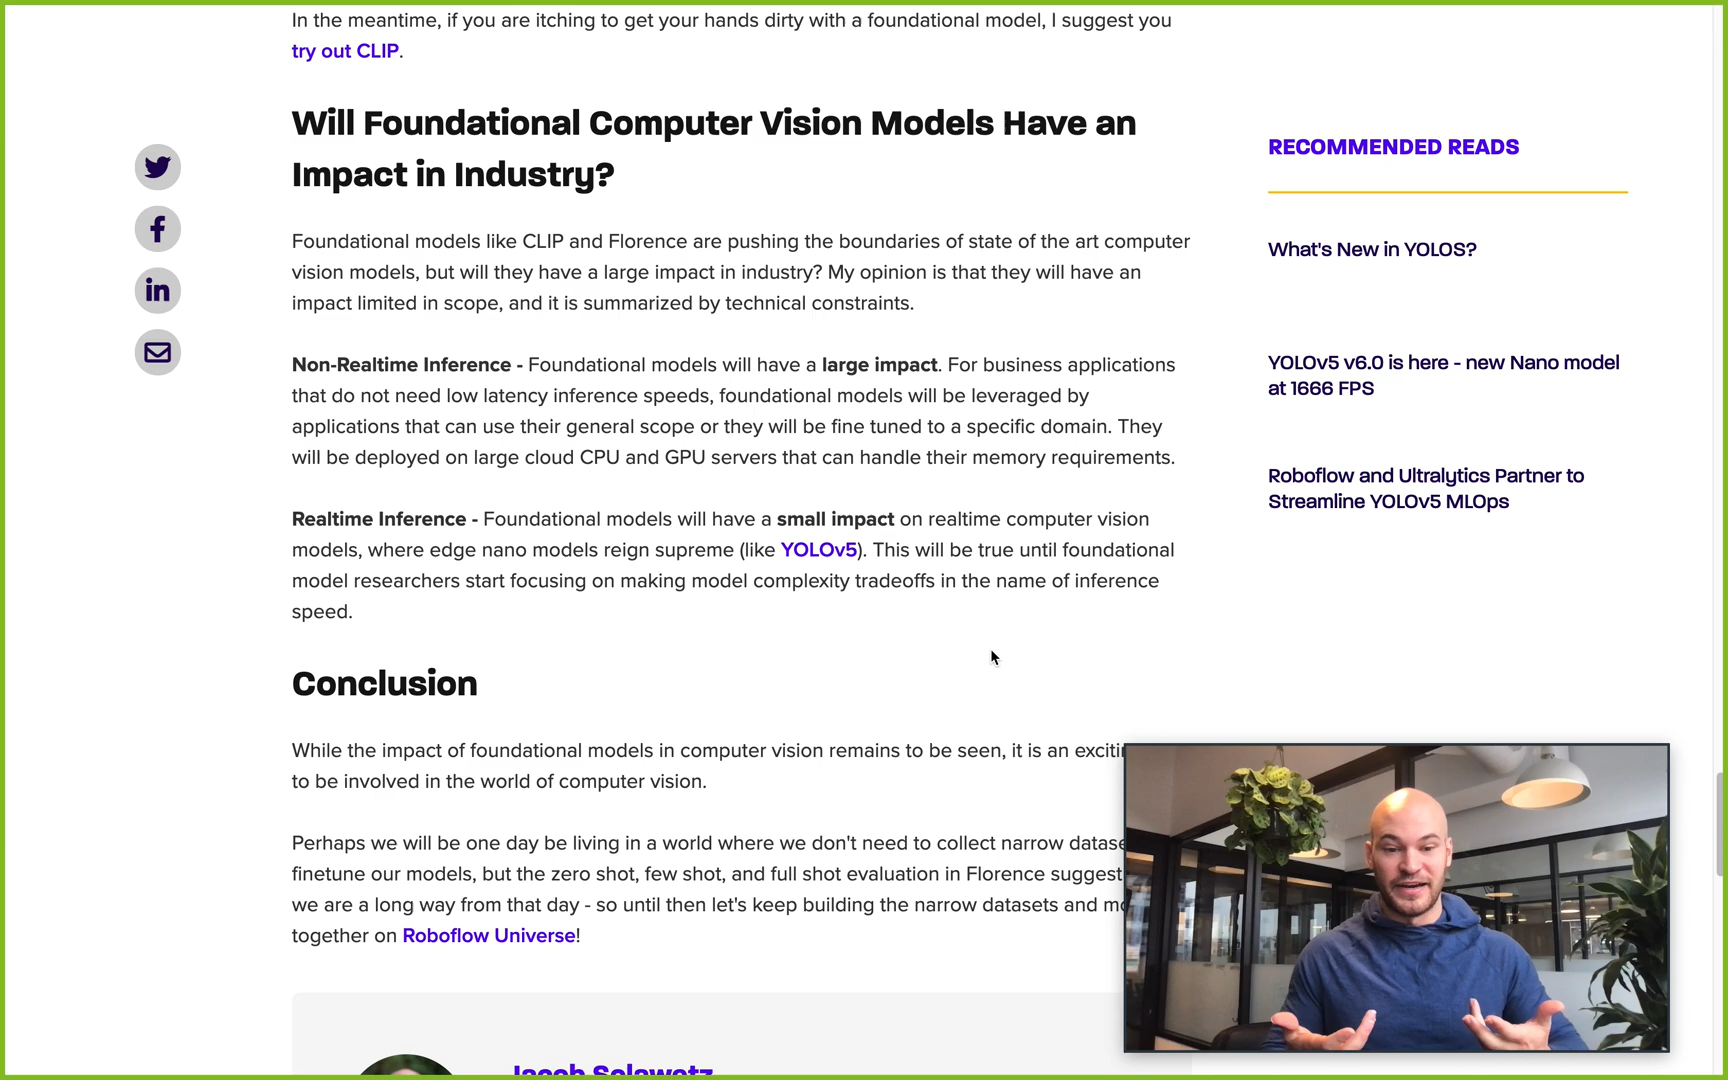 In the meantime, if you are itching to get your hands dirty with a foundational model, I suggest you
try out CLIP.
Will Foundational Computer Vision Models Have an
Impact in Industry?
Foundational models like CLIP and Florence are pushing the boundaries of state of the art computer
vision models, but will they have a large impact in industry? My opinion is that they will have an
impact limited in scope, and it is summarized by technical constraints.
Non-Realtime Inference - Foundational models will have a large impact. For business applications
that do not need low latency inference speeds, foundational models will be leveraged by
applications that can use their general scope or they will be fine tuned to a specific domain. They
will be deployed on large cloud CPU and GPU servers that can handle their memory requirements.
Realtime Inference - Foundational models will have a small impact on realtime computer vision
models, where edge nano models reign supreme (like YOLOv5). This will be true until foundational
model researchers start focusing on making model complexity tradeoffs in the name of inference
speed.
Conclusion
While the impact of foundational models in computer vision remains to be seen, it is an
to be involved in the world of computer vision.
Perhaps we will be one day be living in a world where we don't need to collect narrow
finetune our models, but the zero shot, few shot, and full shot evaluation in Florence suggest
we are a long way from that day - so until then let's keep building the narrow datasets and
together on Roboflow Universe!
Jacob Solawetz
RECOMMENDED READS
What's New in YOLOS?
YOLOv5 v6.0 is here - new Nano model
at 1666 FPS
Roboflow and Ultralytics Partner to
Streamline YOLOv5 MLOps